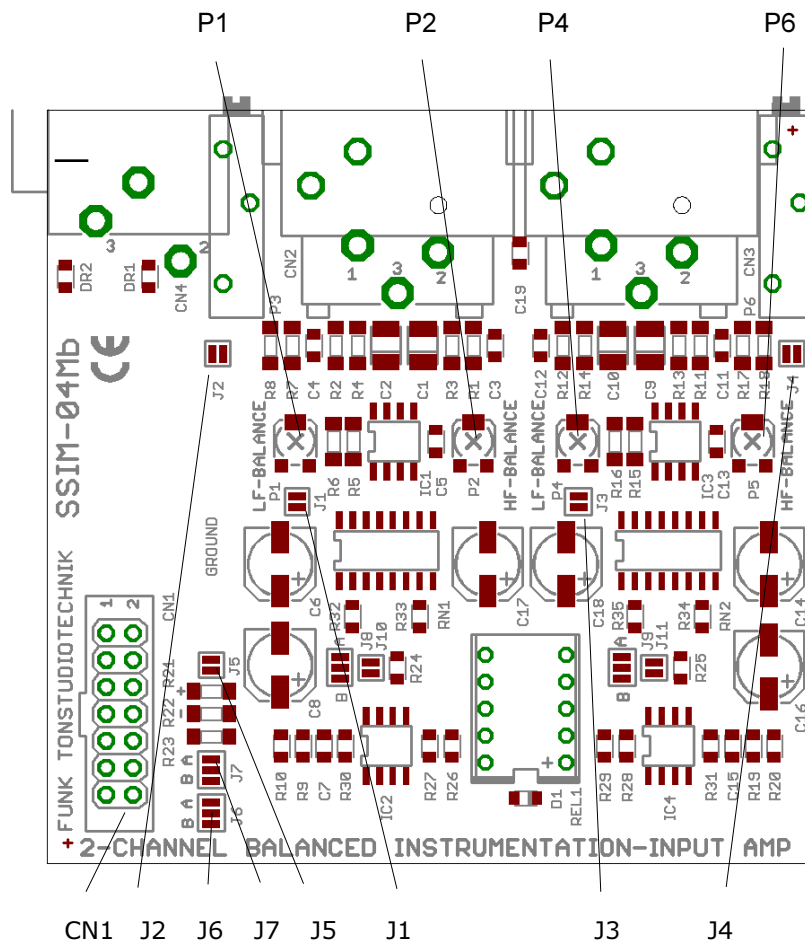 P1 P2 P4 P6
+
3 2
DR2 DR1 CN4
CN2 1 3 2
C19
1 3 2 CN3
P3 P6
J2
R8 R7 C4 R2 R4 C2 C1 R3 R1 C3
C12 R12 R14 C10 C9 R13 R11 C11 R17 R18 J4
CE
SSIM-04Mb
LF-BALANCE P1 R6 R5 IC1 C5 P2 HF-BALANCE
LF-BALANCE P4 R16 R15 IC3 C13 P5 HF-BALANCE
J1 J3
GROUND
C6 RN1 C17 C18 RN2 C14
R32 R33 R35 R34
1 2 CN1
A J8 J10 R24
B
A J9 J11 R25
B
R21 J5
+ R22 -
R23
C8 C16
A J7
B
A J6
B
R10 R9 C7 R30 IC2 R27 R26
D1 REL1 +
R29 R28 IC4 R31 C15 R19 R20
+ FUNK TONSTUDIOTECHNIK
+ 2-CHANNEL BALANCED INSTRUMENTATION-INPUT AMP
CN1 J2 J6 J7 J5 J1 J3 J4